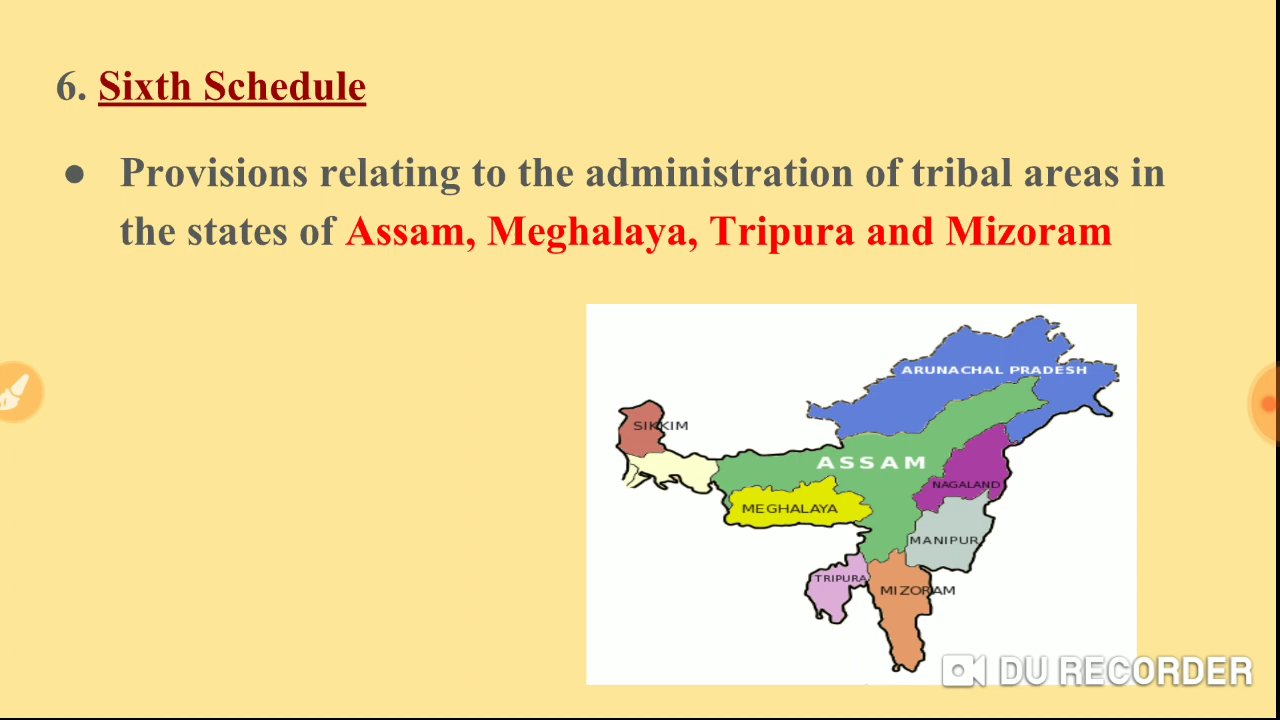 6. Sixth Schedule
● Provisions relating to the administration of tribal areas in
the states of Assam, Meghalaya, Tripura and Mizoram
ARUNACHAL PRADESH
SIKKIM
ASSAM
NAGALAND
MEGHALAYA
MANIPUR
TRIPURA
MIZORAM
DU RECORDER